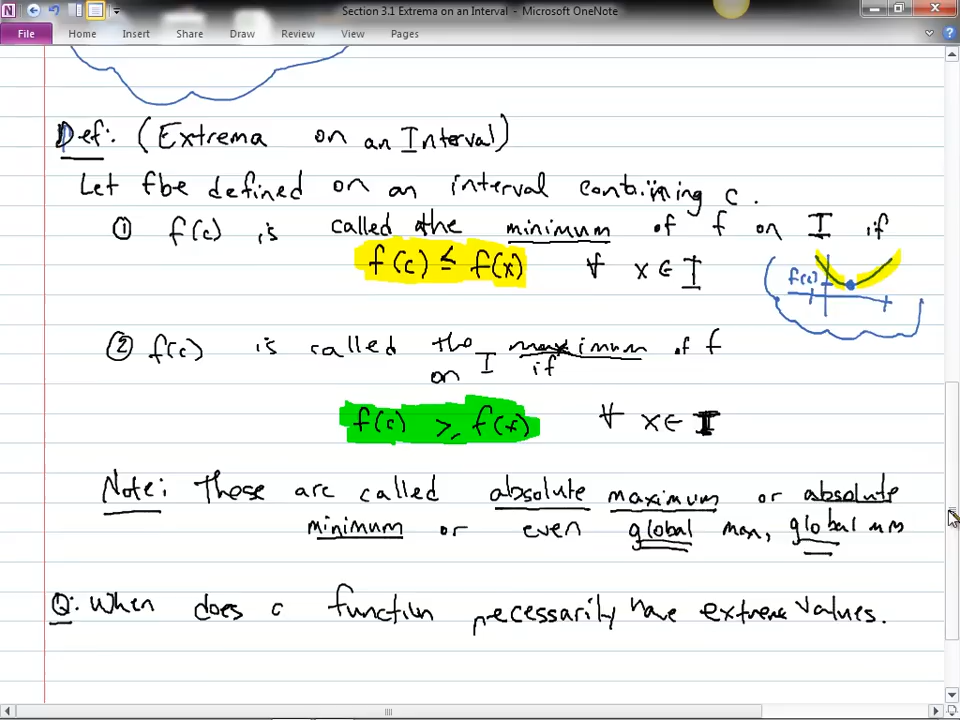 Section 3.1 Extrema on an Interval - Microsoft OneNote
File Home Insert Share Draw Review View Pages
Def: (Extrema on an Interval)
Let f be defined on an interval containing c.
① f(c) is called the minimum of f on I if
f(c) ≤ f(x) ∀ x ∈ I
f(c)
② f(c) is called the maximum of f
on I if
f(c) ≥ f(x) ∀ x ∈ I
Note: These are called absolute maximum or absolute
minimum or even global max, global min
Q: When does a function necessarily have extreme values.